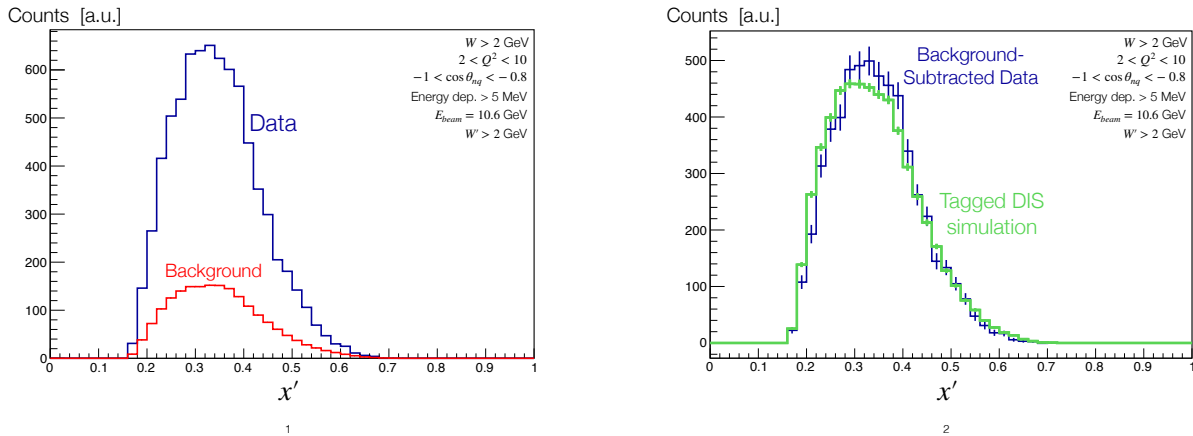 Counts [a.u.]
W > 2 GeV
2 < Q² < 10
−1 < cos θnq < − 0.8
Energy dep. > 5 MeV
Ebeam = 10.6 GeV
W′ > 2 GeV
Data
Background
600
500
400
300
200
100
0
0 0.1 0.2 0.3 0.4 0.5 0.6 0.7 0.8 0.9 1
x′
1
Counts [a.u.]
W > 2 GeV
2 < Q² < 10
−1 < cos θnq < − 0.8
Energy dep. > 5 MeV
Ebeam = 10.6 GeV
W′ > 2 GeV
Background-
Subtracted Data
Tagged DIS
simulation
500
400
300
200
100
0
0 0.1 0.2 0.3 0.4 0.5 0.6 0.7 0.8 0.9 1
x′
2